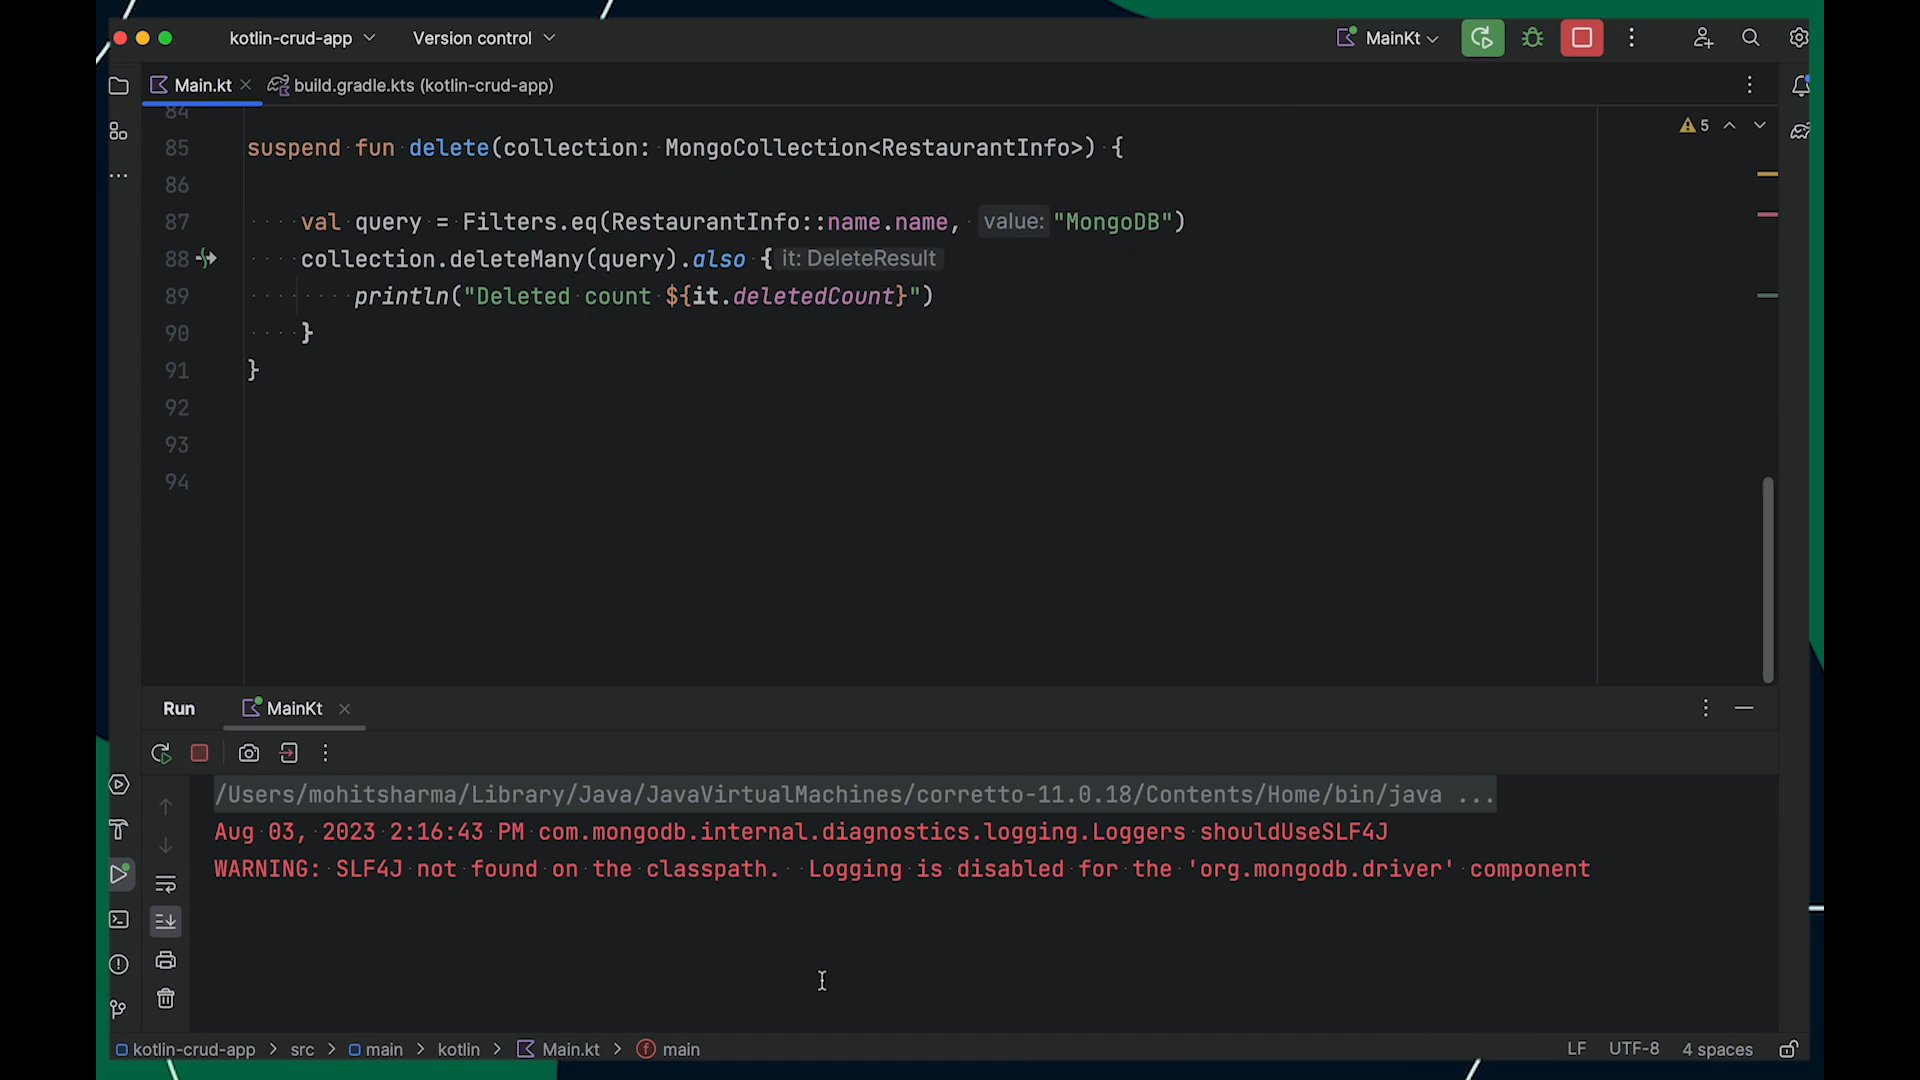 kotlin-crud-app Version control MainKt
Main.kt build.gradle.kts (kotlin-crud-app)
84
5
85 suspend fun delete(collection: MongoCollection<RestaurantInfo>) {
86
87 val query = Filters.eq(RestaurantInfo::name.name, value: "MongoDB")
88 collection.deleteMany(query).also { it: DeleteResult
89 println("Deleted count ${it.deletedCount}")
90 }
91 }
92
93
94
Run MainKt
/Users/mohitsharma/Library/Java/JavaVirtualMachines/corretto-11.0.18/Contents/Home/bin/java ...
Aug 03, 2023 2:16:43 PM com.mongodb.internal.diagnostics.logging.Loggers shouldUseSLF4J
WARNING: SLF4J not found on the classpath. Logging is disabled for the 'org.mongodb.driver' component
kotlin-crud-app > src > main > kotlin > Main.kt > main LF UTF-8 4 spaces